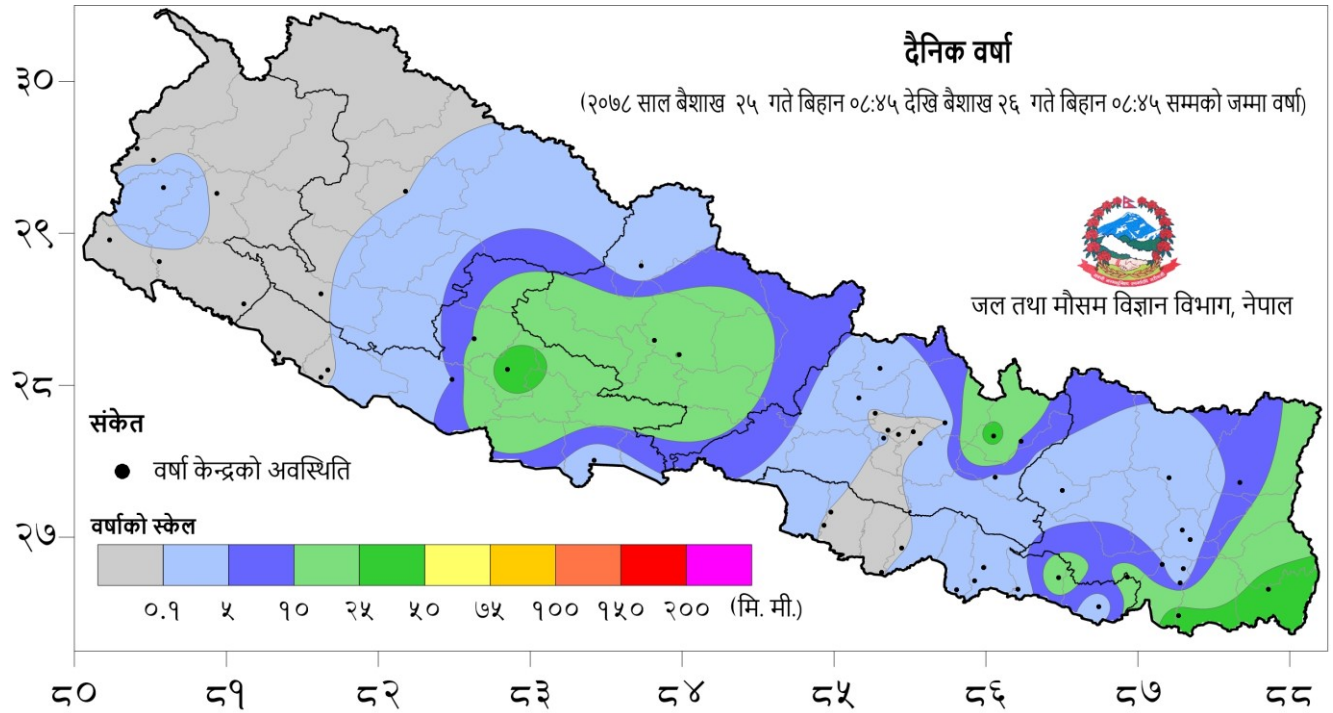 दैनिक वर्षा
(२०७८ साल बैशाख २५ गते बिहान ०८:४५ देखि बैशाख २६ गते बिहान ०८:४५ सम्मको जम्मा वर्षा)
३०
२९
२८
२७
जल तथा मौसम विज्ञान विभाग, नेपाल
संकेत
वर्षा केन्द्रको अवस्थिति
वर्षाको स्केल
०.१ ५ १० २५ ५० ७५ १०० १५० २०० (मि. मी.)
८० ८१ ८२ ८३ ८४ ८५ ८६ ८७ ८८